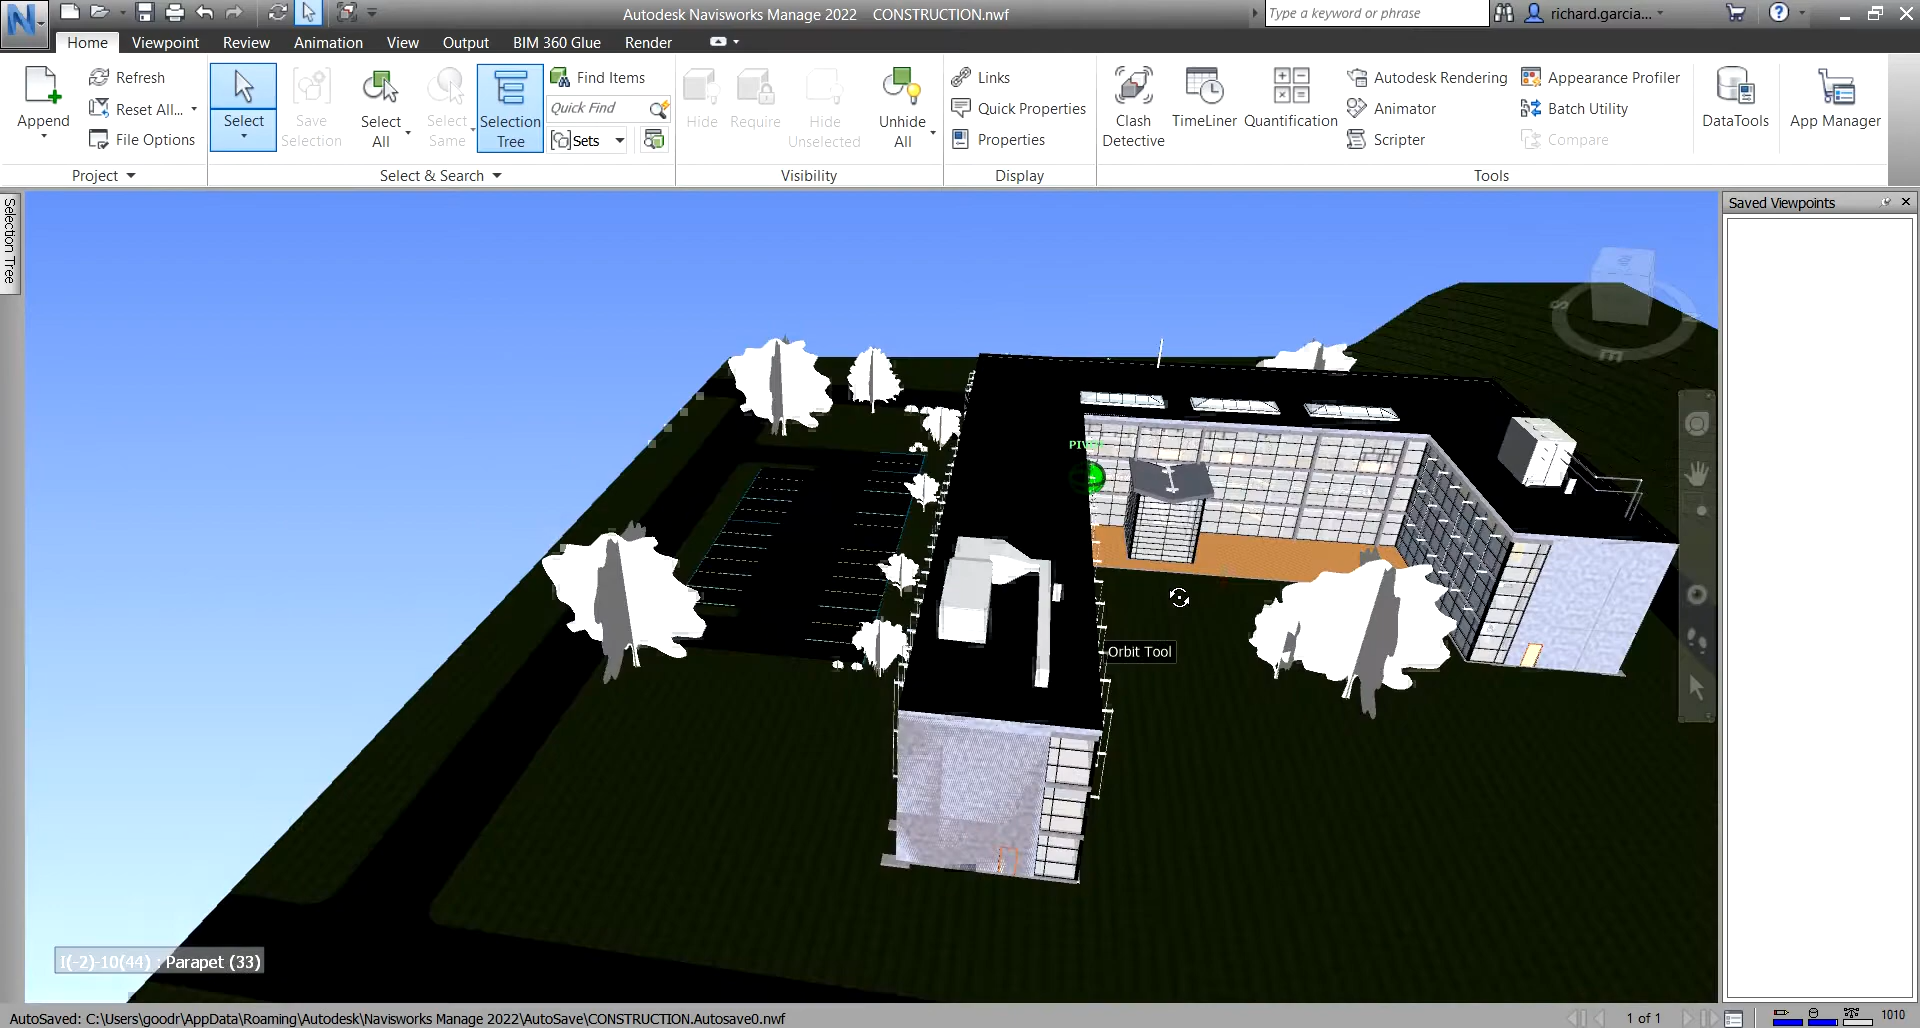 Autodesk Navisworks Manage 2022 CONSTRUCTION.nwf
Type a keyword or phrase
richard.garcia...
Home Viewpoint Review Animation View Output BIM 360 Glue Render
Append
Refresh
Reset All...
File Options
Project
Select
Save Selection
Select All
Select Same
Selection Tree
Find Items
Quick Find
Sets
Select & Search
Hide
Require
Hide Unselected
Unhide All
Visibility
Links
Quick Properties
Properties
Display
Clash Detective
TimeLiner
Quantification
Autodesk Rendering
Animator
Scripter
Appearance Profiler
Batch Utility
Compare
Tools
DataTools
App Manager
Selection Tree
Saved Viewpoints
Orbit Tool
I(-2)-10(44) : Parapet (33)
AutoSaved: C:\Users\goodr\AppData\Roaming\Autodesk\Navisworks Manage 2022\AutoSave\CONSTRUCTION.Autosave0.nwf
1 of 1
1010